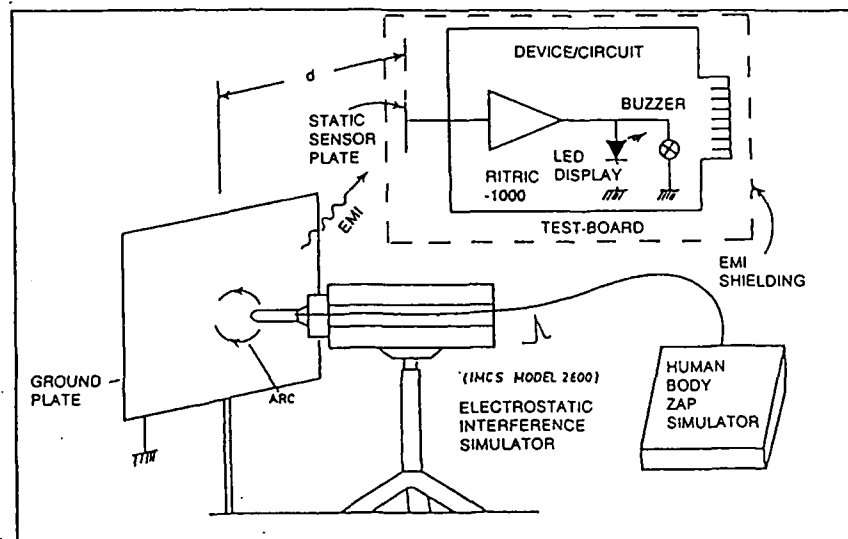 d
DEVICE/CIRCUIT
BUZZER
STATIC
SENSOR
PLATE
LED
DISPLAY
RITRIC
-1000
TEST-BOARD
EMI
EMI
SHIELDING
GROUND
PLATE
ARC
(IMCS MODEL 2600)
ELECTROSTATIC
INTERFERENCE
SIMULATOR
HUMAN
BODY
ZAP
SIMULATOR